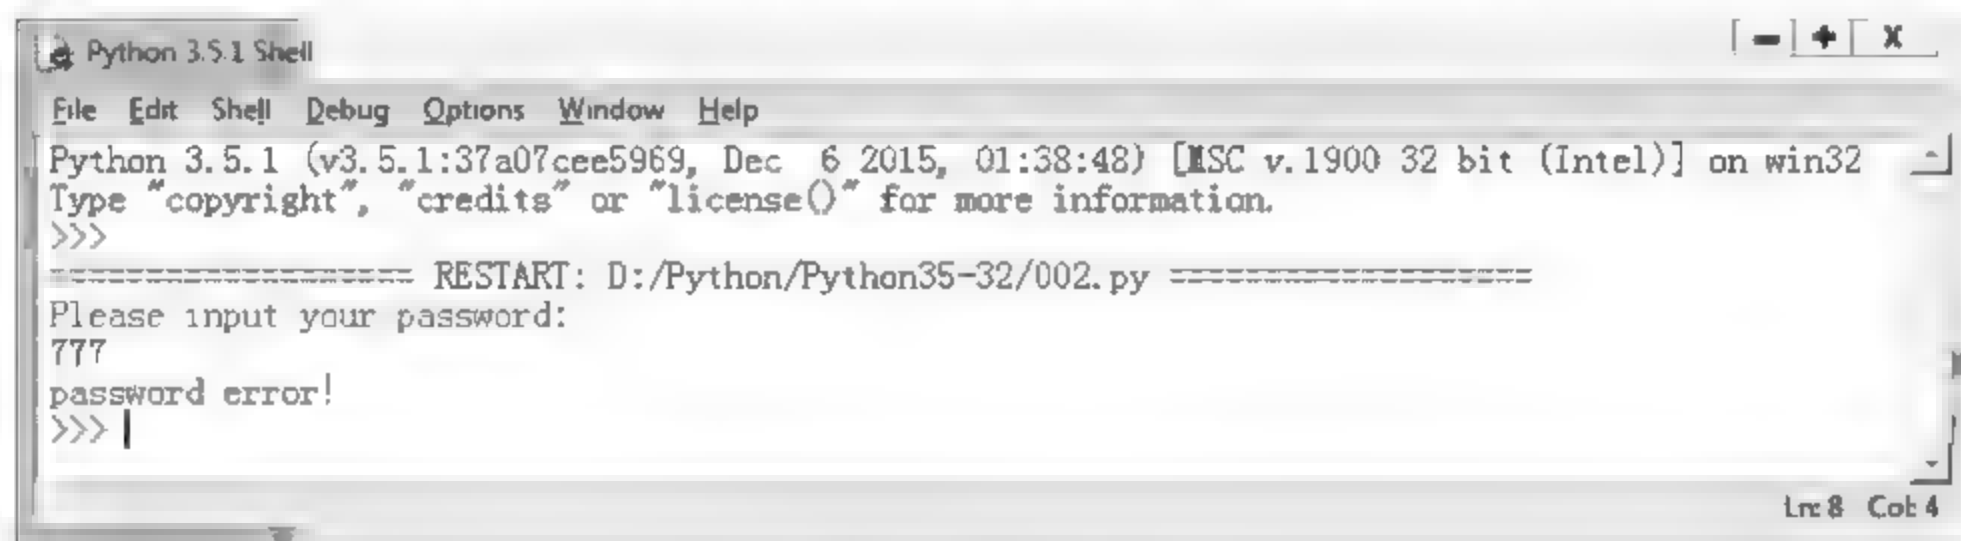 Python 3.5.1 Shell
File Edit Shell Debug Options Window Help
Python 3.5.1 (v3.5.1:37a07cee5969, Dec  6 2015, 01:38:48) [MSC v.1900 32 bit (Intel)] on win32
Type "copyright", "credits" or "license()" for more information.
>>>
=================== RESTART: D:/Python/Python35-32/002.py ===================
Please input your password:
777
password error!
>>>
Ln: 8 Col: 4